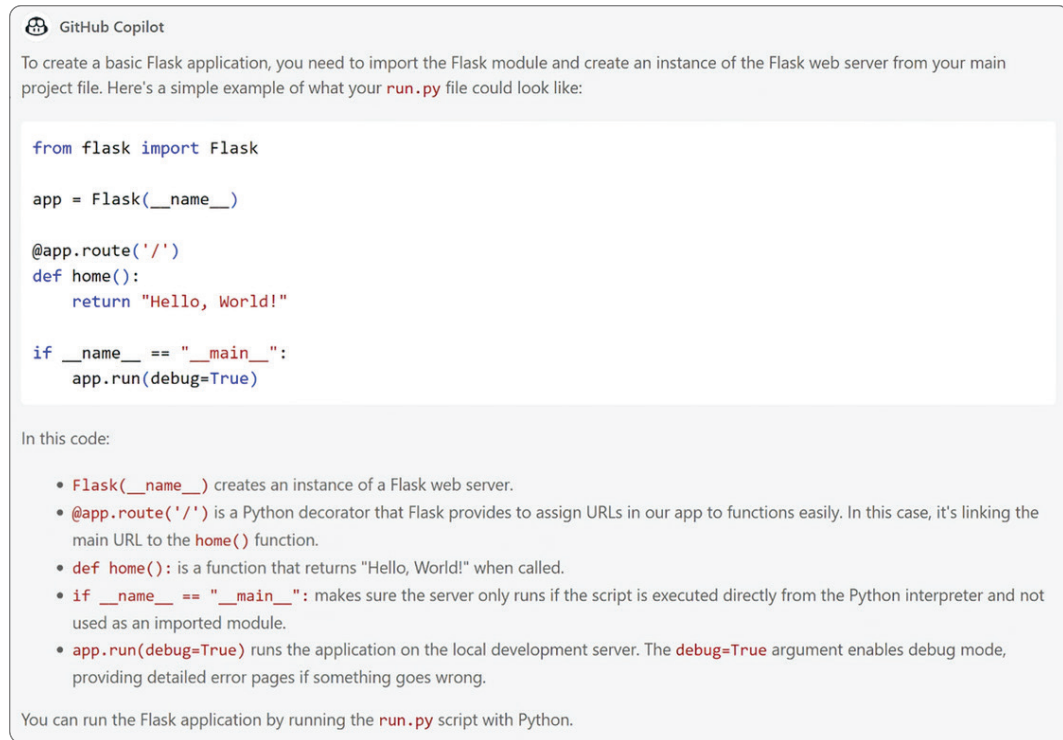 GitHub Copilot
To create a basic Flask application, you need to import the Flask module and create an instance of the Flask web server from your main
project file. Here's a simple example of what your run.py file could look like:
from flask import Flask
app = Flask(__name__)
@app.route('/')
def home():
    return "Hello, World!"
if __name__ == "__main__":
    app.run(debug=True)
In this code:
• Flask(__name__) creates an instance of a Flask web server.
• @app.route('/') is a Python decorator that Flask provides to assign URLs in our app to functions easily. In this case, it's linking the
main URL to the home() function.
• def home(): is a function that returns "Hello, World!" when called.
• if __name__ == "__main__": makes sure the server only runs if the script is executed directly from the Python interpreter and not
used as an imported module.
• app.run(debug=True) runs the application on the local development server. The debug=True argument enables debug mode,
providing detailed error pages if something goes wrong.
You can run the Flask application by running the run.py script with Python.